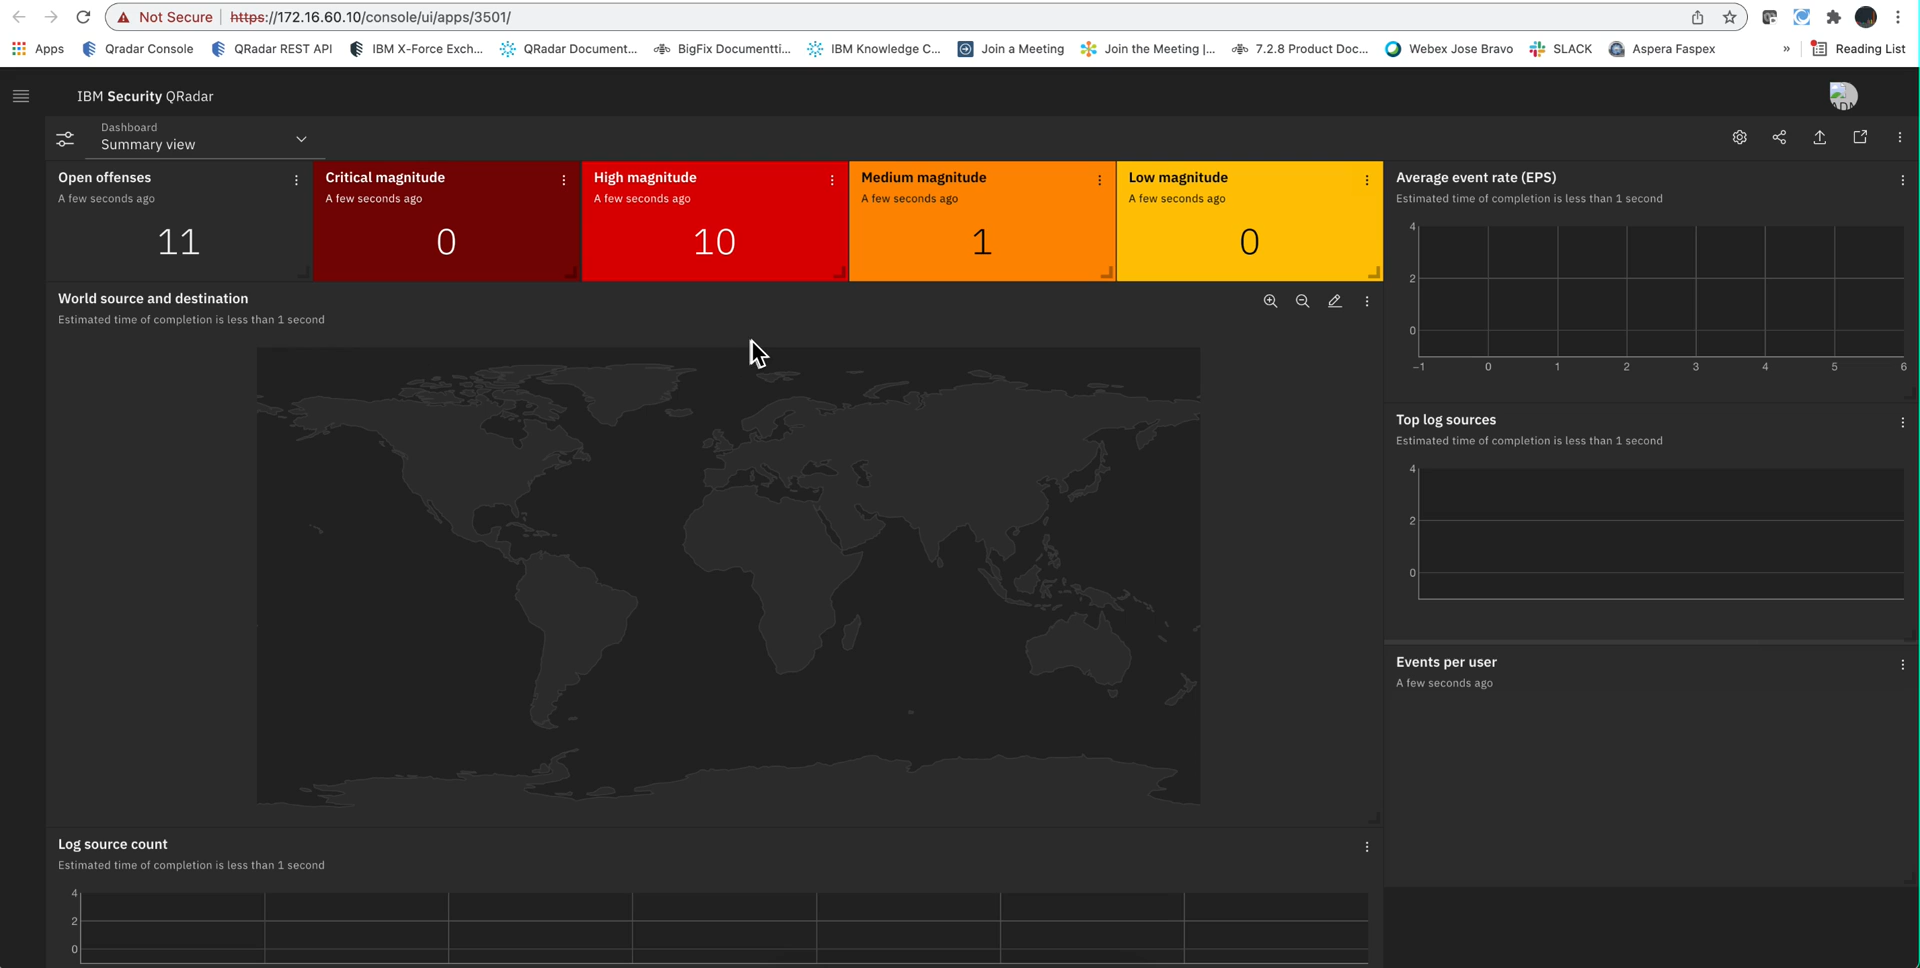 Not Secure
https://172.16.60.10/console/ui/apps/3501/
Apps
Qradar Console
QRadar REST API
IBM X-Force Exch...
QRadar Document...
BigFix Documentti...
IBM Knowledge C...
Join a Meeting
Join the Meeting |...
7.2.8 Product Doc...
Webex Jose Bravo
SLACK
Aspera Faspex
»
Reading List
IBM Security QRadar
Dashboard
Summary view
Open offenses
A few seconds ago
11
Critical magnitude
A few seconds ago
0
High magnitude
A few seconds ago
10
Medium magnitude
A few seconds ago
1
Low magnitude
A few seconds ago
0
Average event rate (EPS)
Estimated time of completion is less than 1 second
4
2
0
−1 0 1 2 3 4 5 6
World source and destination
Estimated time of completion is less than 1 second
Top log sources
Estimated time of completion is less than 1 second
4
2
0
Events per user
A few seconds ago
Log source count
Estimated time of completion is less than 1 second
4
2
0